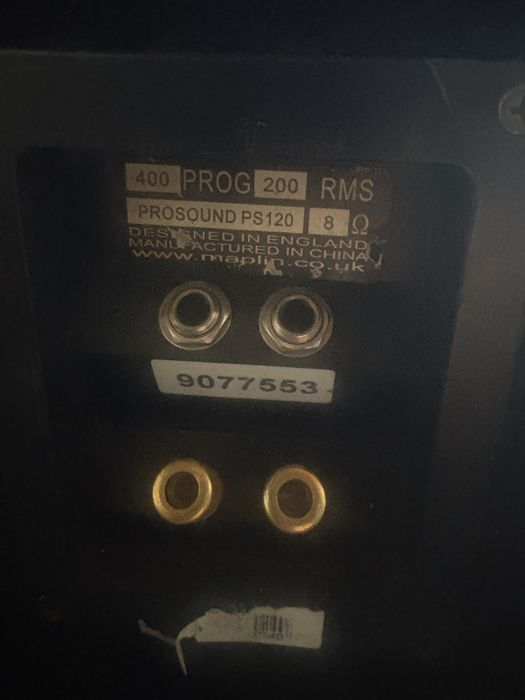 400 PROG 200 RMS
PROSOUND PS120 8 Ω
DESIGNED IN ENGLAND
MANUFACTURED IN CHINA
www.maplin.co.uk
9077553